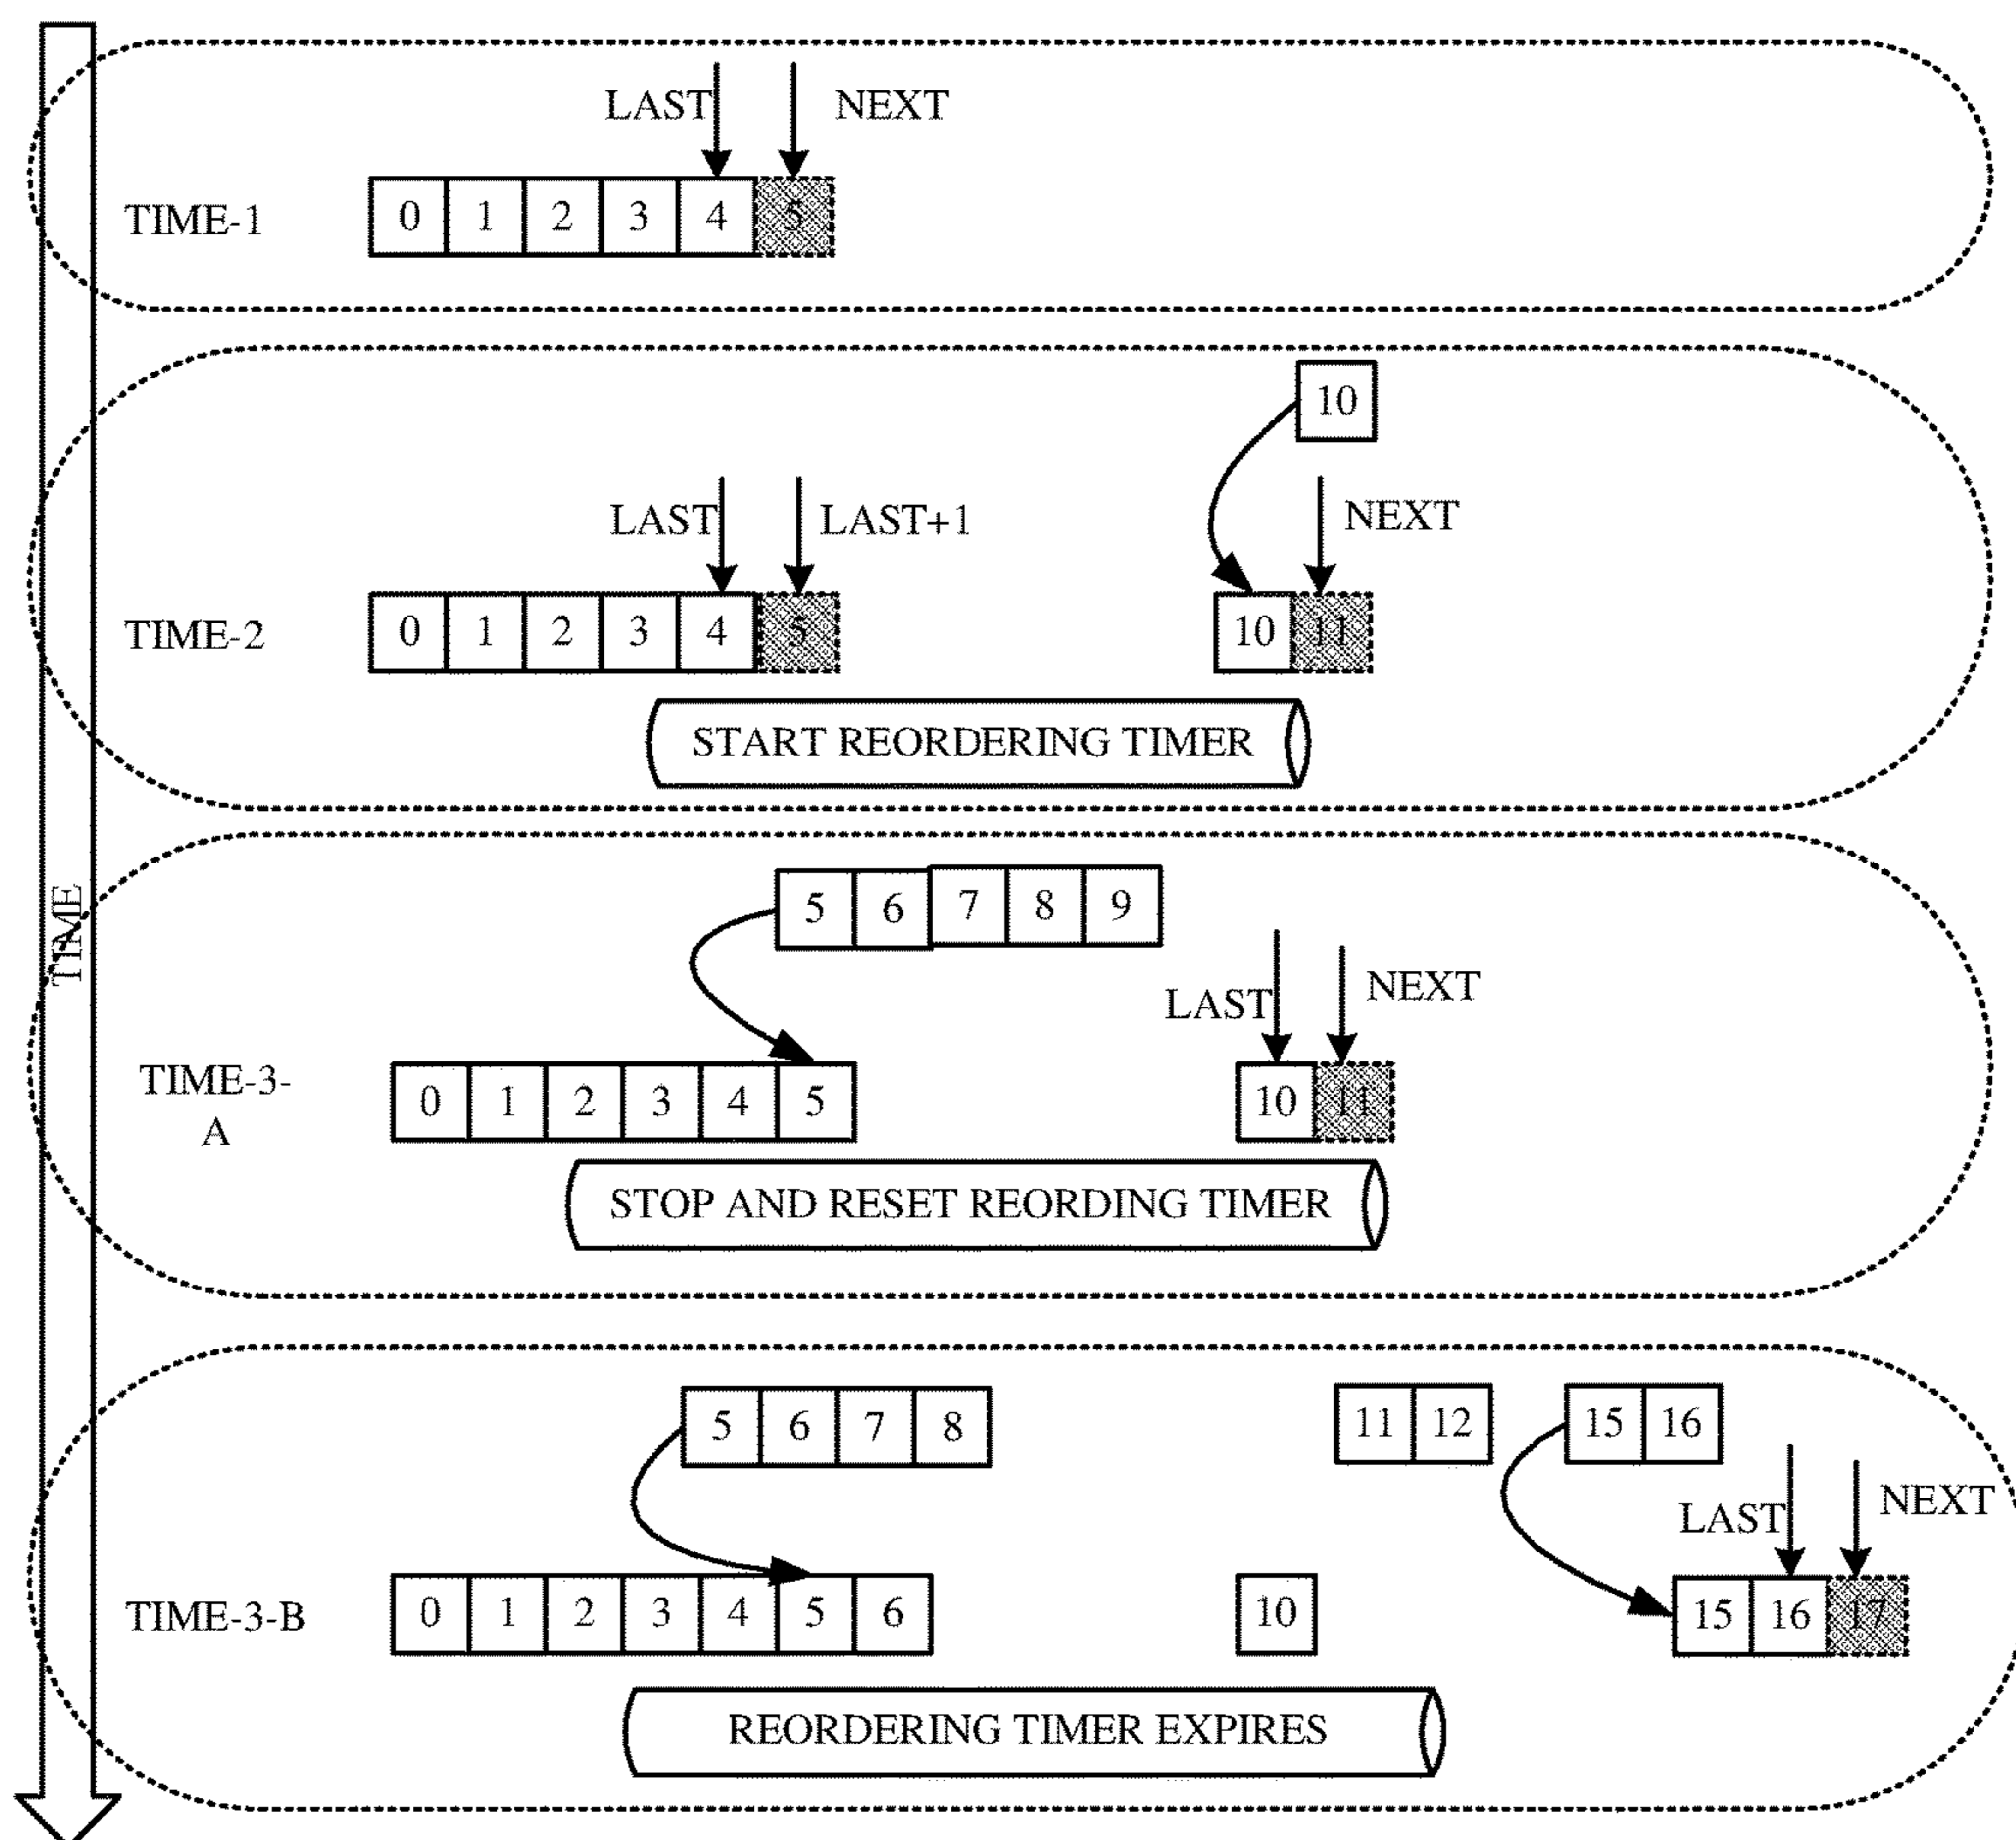 TIME
LAST NEXT
TIME-1 0 1 2 3 4 5
10
LAST LAST+1 NEXT
TIME-2 0 1 2 3 4 5 10 11
START REORDERING TIMER
5 6 7 8 9
LAST NEXT
TIME-3-
A
0 1 2 3 4 5 10 11
STOP AND RESET REORDING TIMER
5 6 7 8 11 12 15 16
LAST NEXT
TIME-3-B 0 1 2 3 4 5 6 10 15 16 17
REORDERING TIMER EXPIRES